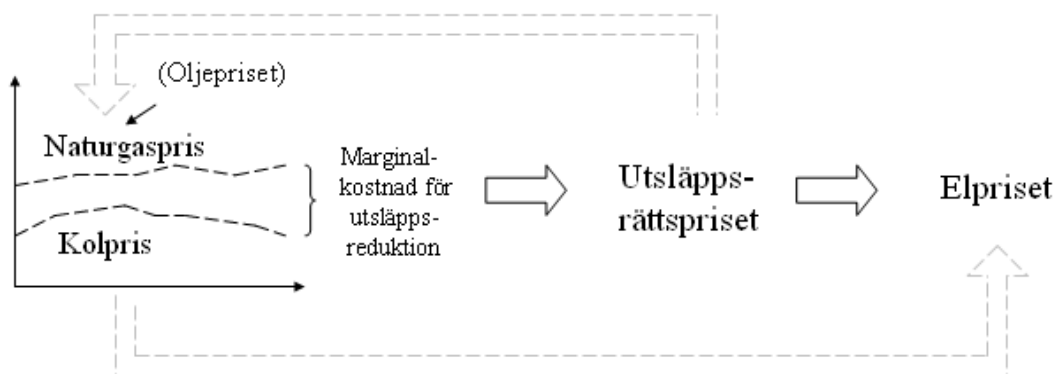 (Oljepriset)
Naturgaspris
Kolpris
Marginal-
kostnad för
utsläpps-
reduktion
Utsläpps-
rättspriset
Elpriset